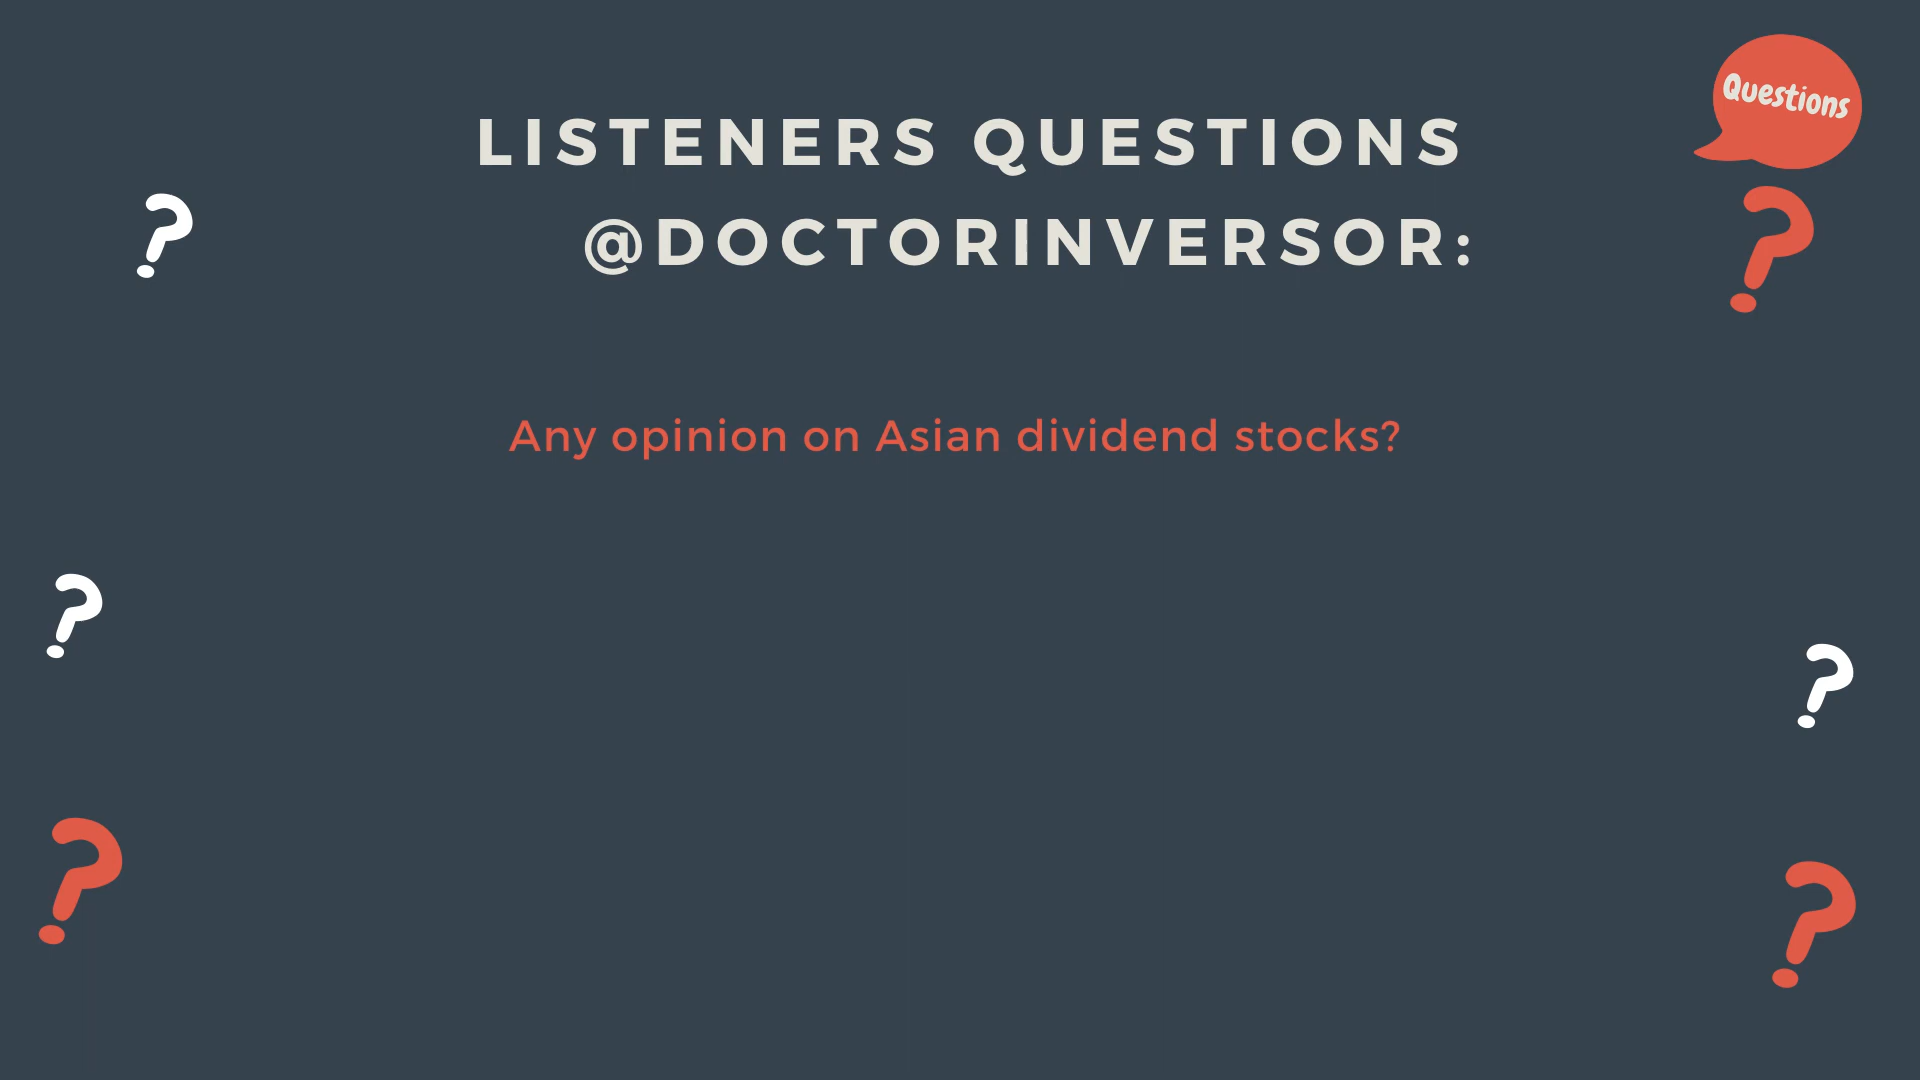 Questions
LISTENERS QUESTIONS
@DOCTORINVERSOR:
Any opinion on Asian dividend stocks?